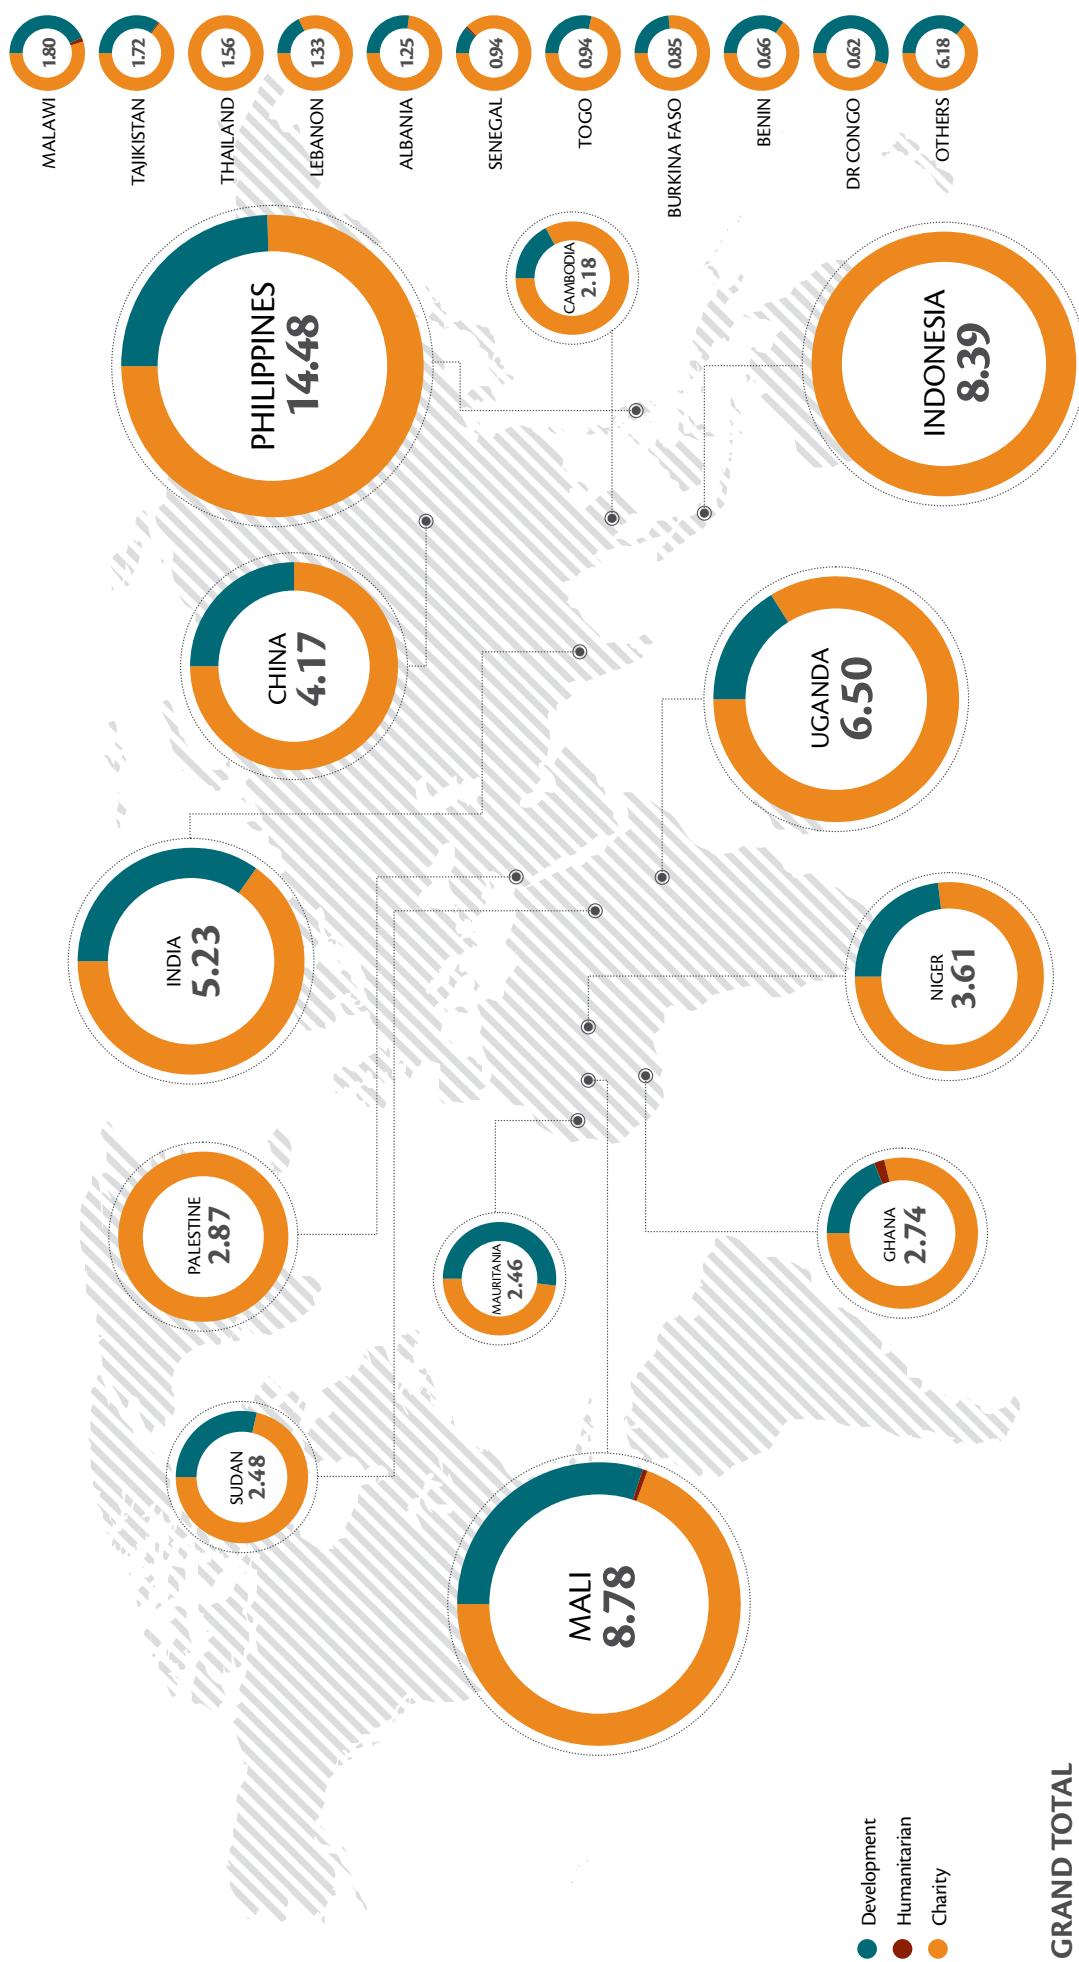 SUDAN
2.48
PALESTINE
2.87
INDIA
5.23
CHINA
4.17
PHILIPPINES
14.48
MALI
8.78
MAURITANIA
2.46
CAMBODIA
2.18
GHANA
2.74
NIGER
3.61
UGANDA
6.50
INDONESIA
8.39
MALAWI
1.80
TAJIKISTAN
1.72
THAILAND
1.56
LEBANON
1.33
ALBANIA
1.25
SENEGAL
0.94
TOGO
0.94
BURKINA FASO
0.85
BENIN
0.66
DR CONGO
0.62
OTHERS
6.18
Development
Humanitarian
Charity
GRAND TOTAL